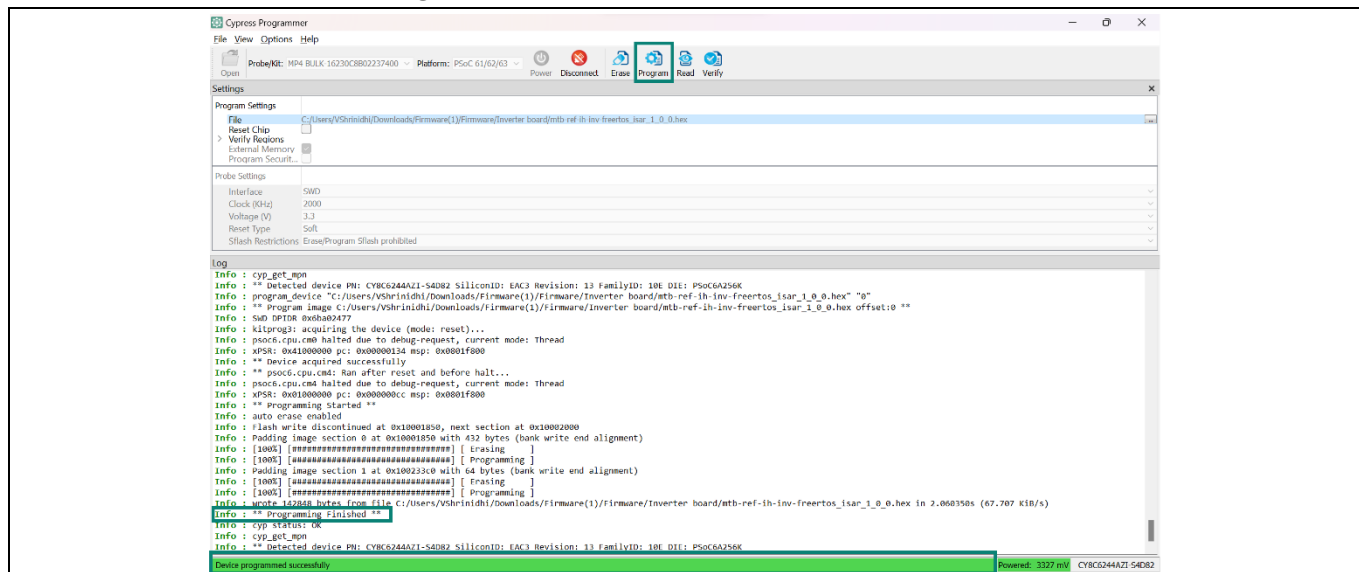 Cypress Programmer
File View Options Help
Open Probe/Kit: MP4 BULK 16230C8B02237400 Platform: PSoC 61/62/63 Power Disconnect Erase Program Read Verify
Settings
Program Settings
File C:/Users/VShrinidhi/Downloads/Firmware(1)/Firmware/Inverter board/mtb-ref-ih-inv-freertos_isar_1_0_0.hex ...
Reset Chip
Verify Regions
External Memory
Program Securit...
Probe Settings
Interface SWD
Clock (KHz) 2000
Voltage (V) 3.3
Reset Type Soft
Sflash Restrictions Erase/Program Sflash prohibited
Log
Info : cyp_get_mpn
Info : ** Detected device PN: CY8C6244AZI-S4D82 SiliconID: EAC3 Revision: 13 FamilyID: 10E DIE: PSoC6A256K
Info : program_device "C:/Users/VShrinidhi/Downloads/Firmware(1)/Firmware/Inverter board/mtb-ref-ih-inv-freertos_isar_1_0_0.hex" "0"
Info : ** Program image C:/Users/VShrinidhi/Downloads/Firmware(1)/Firmware/Inverter board/mtb-ref-ih-inv-freertos_isar_1_0_0.hex offset:0 **
Info : SWD DPIDR 0x6ba02477
Info : kitprog3: acquiring the device (mode: reset)...
Info : psoc6.cpu.cm0 halted due to debug-request, current mode: Thread
Info : xPSR: 0x41000000 pc: 0x00000134 msp: 0x0801f800
Info : ** Device acquired successfully
Info : ** psoc6.cpu.cm4: Ran after reset and before halt...
Info : psoc6.cpu.cm4 halted due to debug-request, current mode: Thread
Info : xPSR: 0x01000000 pc: 0x000000cc msp: 0x0801f800
Info : ** Programming Started **
Info : auto erase enabled
Info : Flash write discontinued at 0x10001850, next section at 0x10002000
Info : Padding image section 0 at 0x10001850 with 432 bytes (bank write end alignment)
Info : [100%] [################################] [ Erasing ]
Info : [100%] [################################] [ Programming ]
Info : Padding image section 1 at 0x100233c0 with 64 bytes (bank write end alignment)
Info : [100%] [################################] [ Erasing ]
Info : [100%] [################################] [ Programming ]
Info : wrote 142848 bytes from file C:/Users/VShrinidhi/Downloads/Firmware(1)/Firmware/Inverter board/mtb-ref-ih-inv-freertos_isar_1_0_0.hex in 2.060350s (67.707 KiB/s)
Info : ** Programming Finished **
Info : cyp status: OK
Info : cyp_get_mpn
Info : ** Detected device PN: CY8C6244AZI-S4D82 SiliconID: EAC3 Revision: 13 FamilyID: 10E DIE: PSoC6A256K
Device programmed successfully Powered: 3327 mV CY8C6244AZI-S4D82